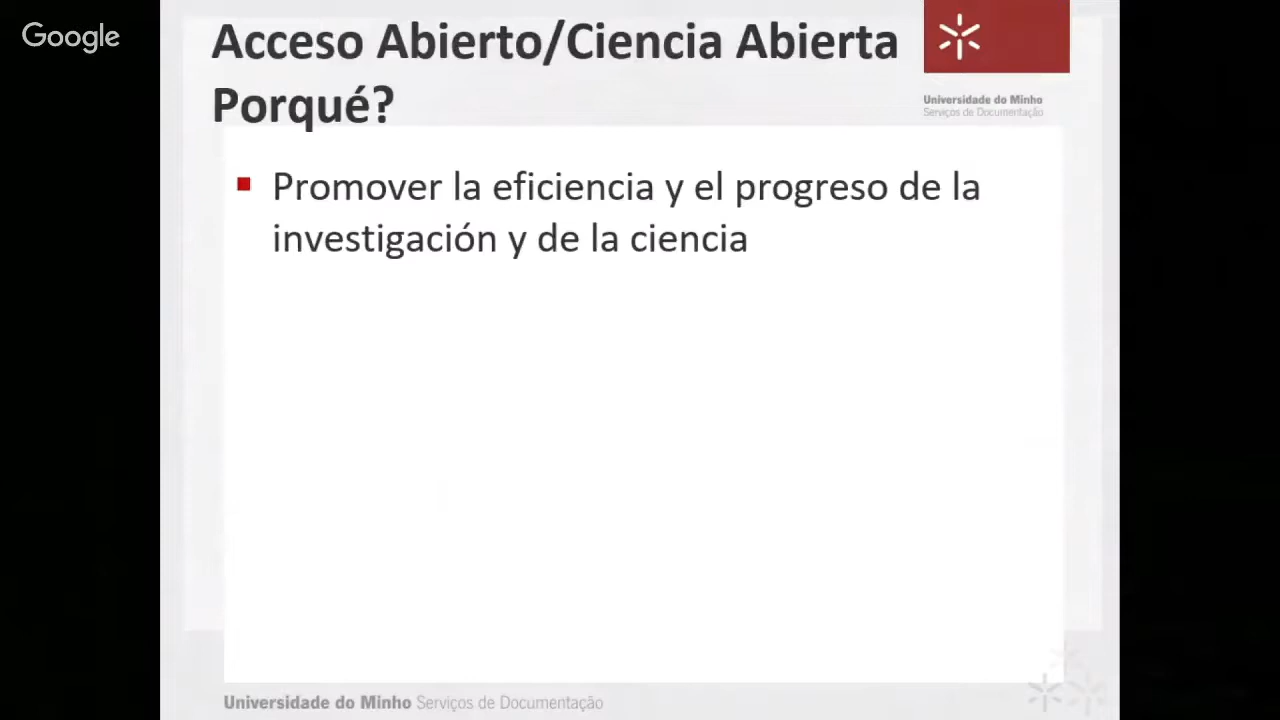 Google
Acceso Abierto/Ciencia Abierta
Porqué?
Universidade do Minho
Serviços de Documentação
Promover la eficiencia y el progreso de la
investigación y de la ciencia
Universidade do Minho Serviços de Documentação